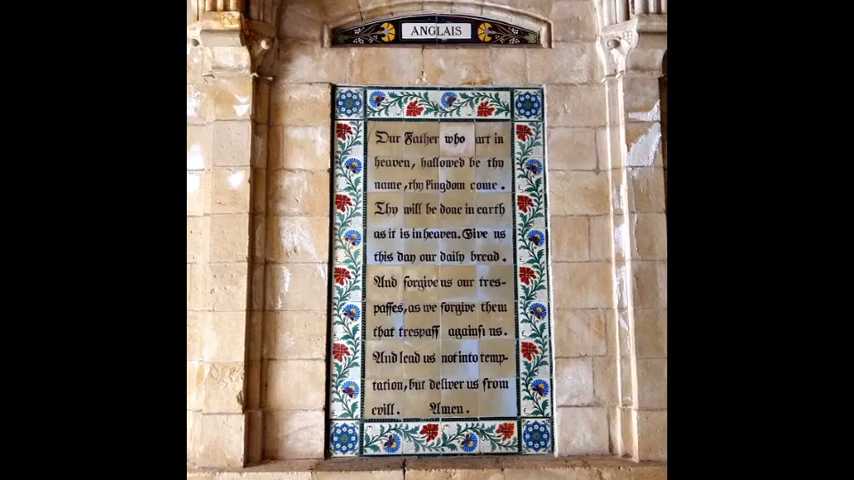 ANGLAIS
Our Father who art in
heaven, hallowed be thy
name, thy kingdom come.
Thy will be done in earth
as it is in heaven. Give us
this day our daily bread.
And forgive us our tres-
paſſes, as we forgive them
that treſpaſſ againſt us.
And lead us not into temp-
tation, but deliver us from
evill. Amen.